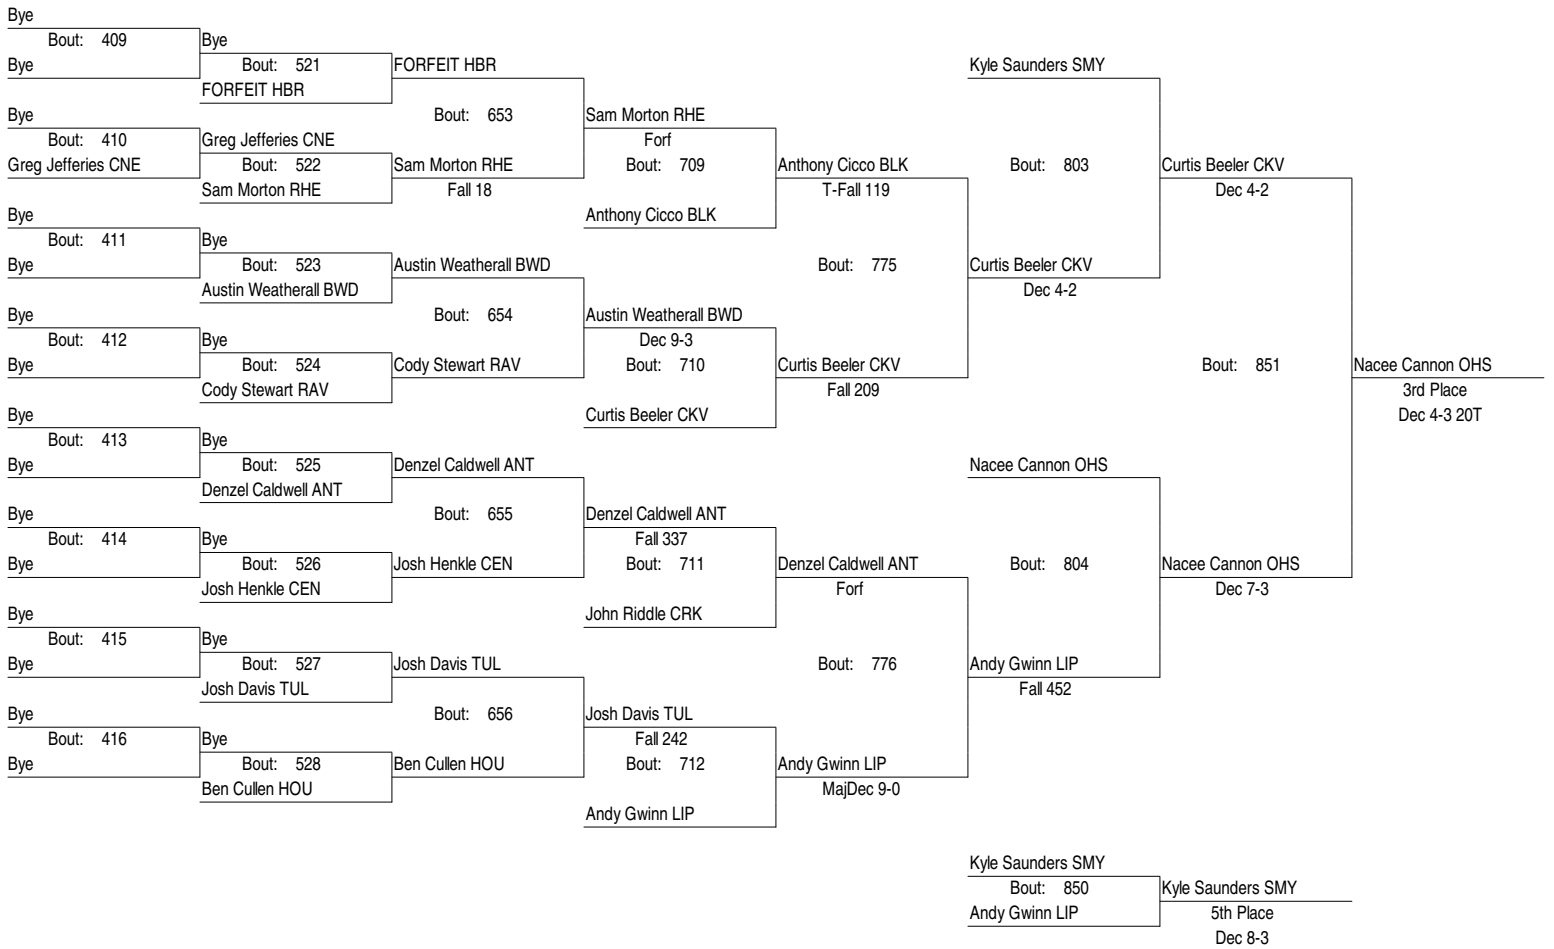 Bye
Bout: 409
Bye
Bye
Bout: 521
FORFEIT HBR
FORFEIT HBR
Kyle Saunders SMY
Bye
Bout: 410
Greg Jefferies CNE
Greg Jefferies CNE
Bout: 522
Sam Morton RHE
Bout: 653
Sam Morton RHE
Fall 18
Sam Morton RHE
Forf
Bout: 709
Anthony Cicco BLK
Anthony Cicco BLK
T-Fall 119
Bout: 803
Curtis Beeler CKV
Dec 4-2
Bye
Bout: 411
Bye
Bye
Bout: 523
Austin Weatherall BWD
Austin Weatherall BWD
Bout: 775
Curtis Beeler CKV
Dec 4-2
Bye
Bout: 412
Bye
Bye
Bout: 524
Cody Stewart RAV
Bout: 654
Cody Stewart RAV
Austin Weatherall BWD
Dec 9-3
Bout: 710
Curtis Beeler CKV
Curtis Beeler CKV
Fall 209
Bout: 851
Nacee Cannon OHS
3rd Place
Dec 4-3 20T
Bye
Bout: 413
Bye
Bye
Bout: 525
Denzel Caldwell ANT
Denzel Caldwell ANT
Nacee Cannon OHS
Bye
Bout: 414
Bye
Bye
Bout: 526
Josh Henkle CEN
Bout: 655
Josh Henkle CEN
Denzel Caldwell ANT
Fall 337
Bout: 711
John Riddle CRK
Denzel Caldwell ANT
Forf
Bout: 804
Nacee Cannon OHS
Dec 7-3
Bye
Bout: 415
Bye
Bye
Bout: 527
Josh Davis TUL
Josh Davis TUL
Bout: 776
Andy Gwinn LIP
Fall 452
Bye
Bout: 416
Bye
Bye
Bout: 528
Ben Cullen HOU
Bout: 656
Ben Cullen HOU
Josh Davis TUL
Fall 242
Bout: 712
Andy Gwinn LIP
Andy Gwinn LIP
MajDec 9-0
Kyle Saunders SMY
Bout: 850
Andy Gwinn LIP
Kyle Saunders SMY
5th Place
Dec 8-3